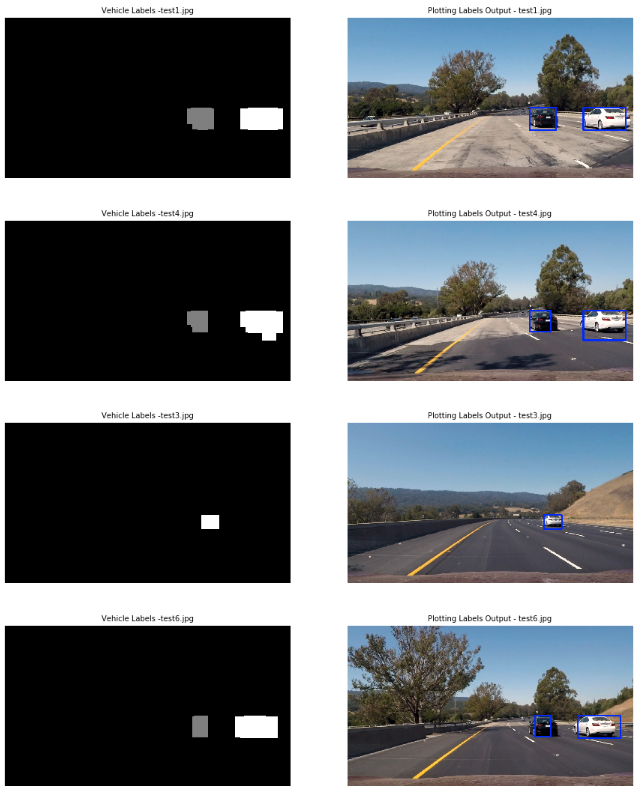 Vehicle Labels -test1.jpg
Plotting Labels Output - test1.jpg
Vehicle Labels -test4.jpg
Plotting Labels Output - test4.jpg
Vehicle Labels -test3.jpg
Plotting Labels Output - test3.jpg
Vehicle Labels -test6.jpg
Plotting Labels Output - test6.jpg